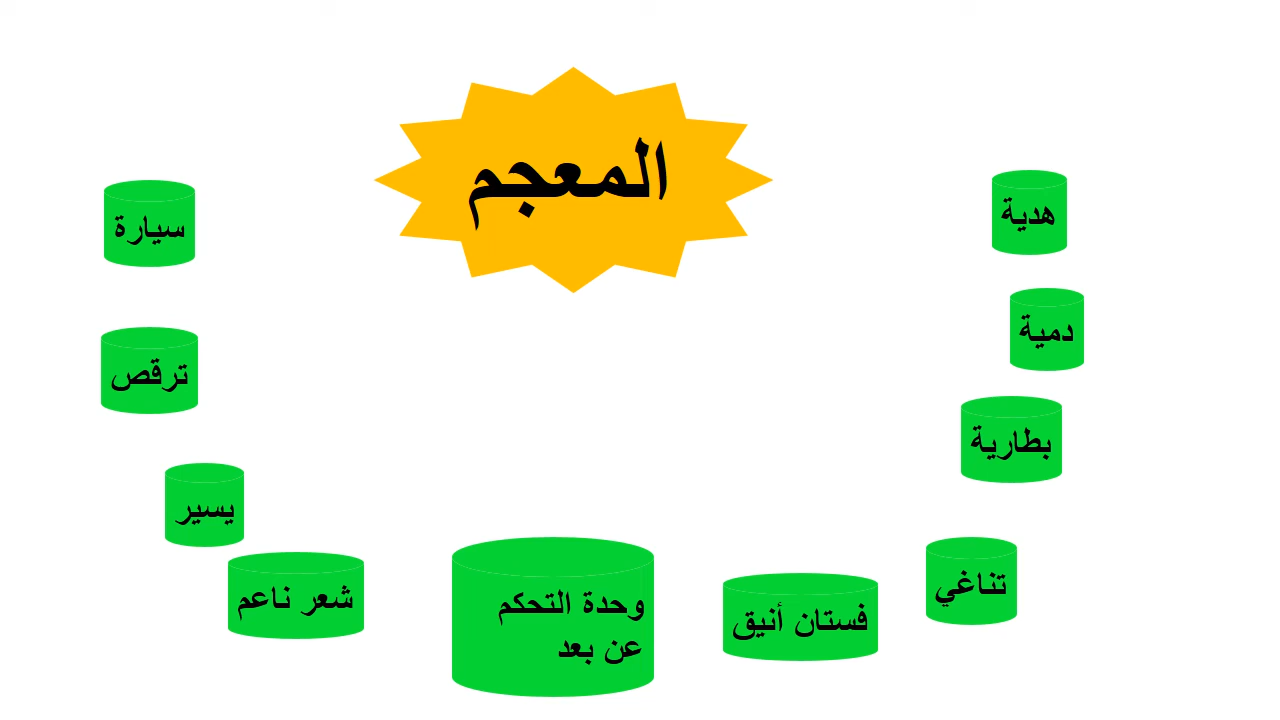 المعجم
هدية
سيارة
دمية
ترقص
بطارية
يسير
تناغي
شعر ناعم
وحدة التحكم
عن بعد
فستان أنيق